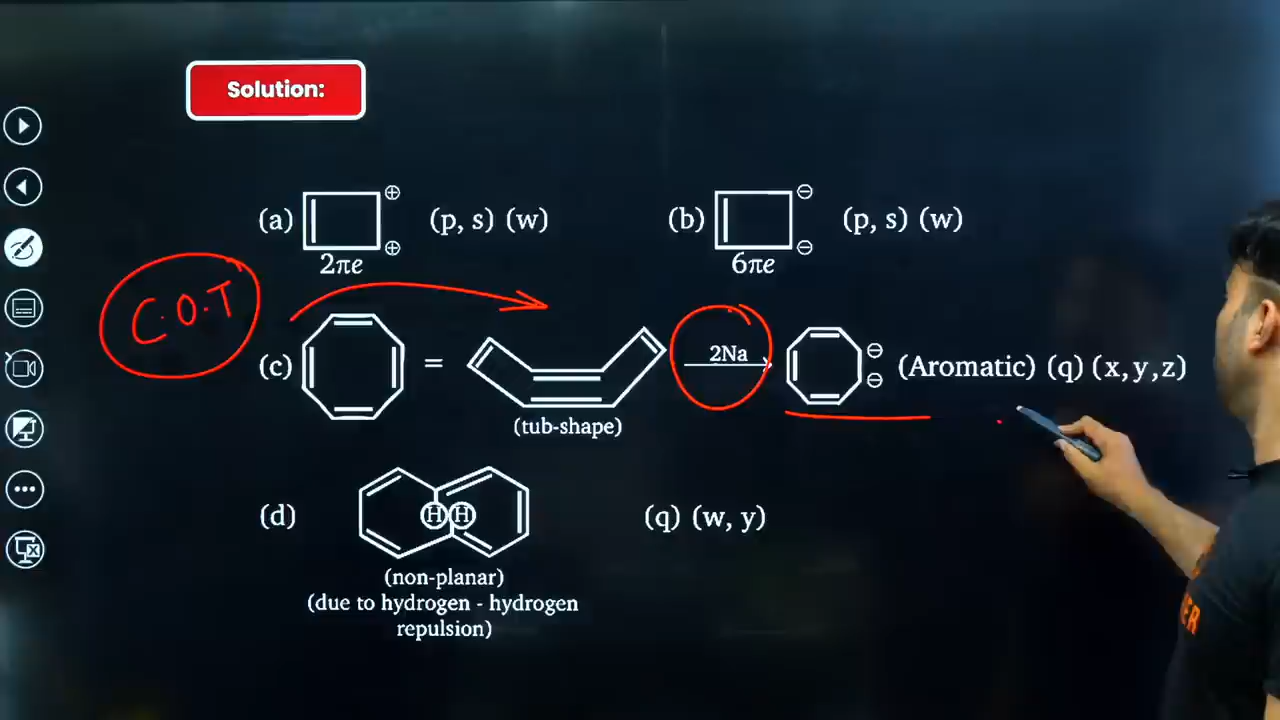 Solution:
(a) ⊕ ⊕ (p, s) (w)
2πe
(b) ⊖ ⊖ (p, s) (w)
6πe
C.O.T
(c) = 2Na ⊖ ⊖ (Aromatic) (q) (x, y, z)
(tub-shape)
(d) H H (q) (w, y)
(non-planar)
(due to hydrogen - hydrogen
repulsion)